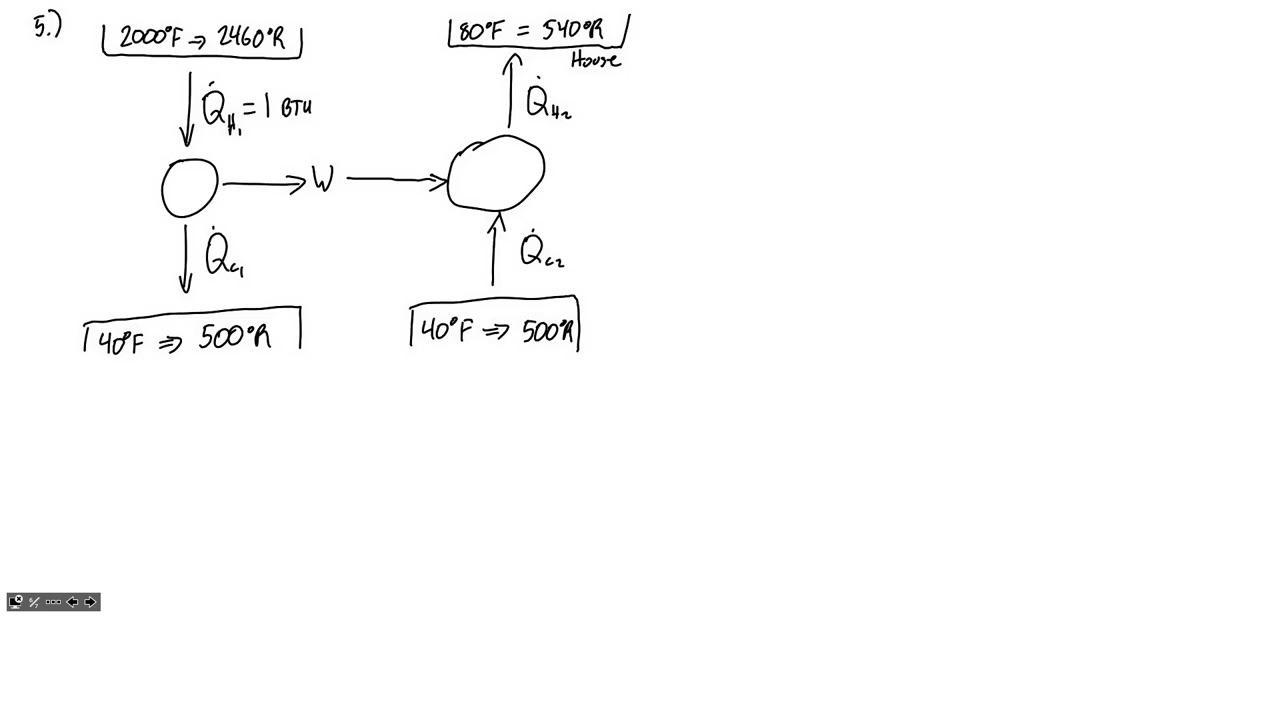 5.)
2000°F ⇒ 2460°R
80°F = 540°R
House
Q̇H₁ = 1 BTU
Q̇H₂
W
Q̇C₁
Q̇C₂
40°F ⇒ 500°R
40°F ⇒ 500°R